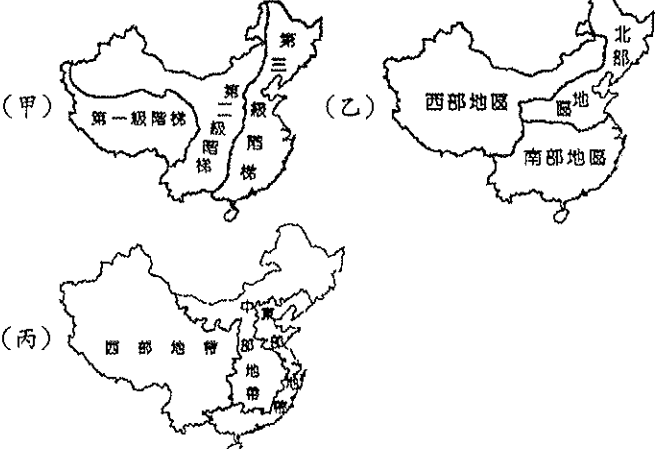 (甲)
第一級階梯
第二級階梯
第三級階梯
(乙)
西部地區
北部地區
南部地區
(丙)
西部地帶
中部地帶
東部地帶